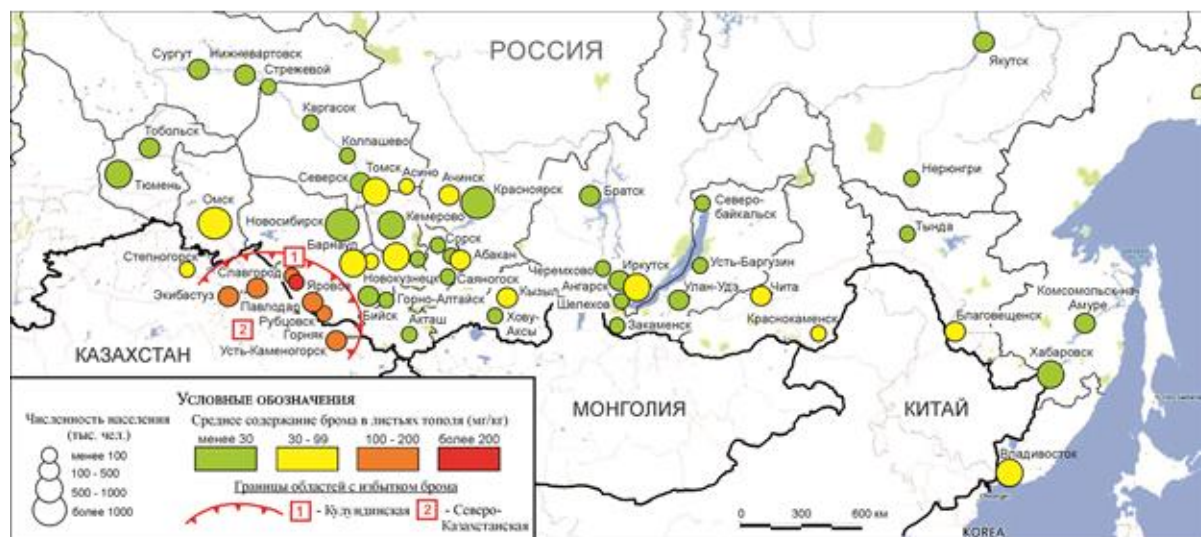 РОССИЯ
Сургут
Нижневартовск
Стрежевой
Якутск
Каргасок
Тобольск
Колпашево
Тюмень
Северск
Томск
Асино
Ачинск
Красноярск
Братск
Нерюнгри
Омск
Новосибирск
Кемерово
Северо-
байкальск
Тында
Барнаул
Сорск
Абакан
Степногорск
1
Новокузнецк
Саяногорск
Черемхово
Иркутск
Усть-Баргузин
Славгород
Яровое
Ангарск
Экибастуз
Павлодар
Бийск
Горно-Алтайск
Кызыл
Шелехов
Улан-Удэ
Чита
Комсомольск-на-
Амуре
Рубцовск
2
Горняк
Акташ
Хову-
Аксы
Закаменск
Краснокаменск
Благовещенск
Усть-Каменогорск
Хабаровск
КАЗАХСТАН
МОНГОЛИЯ
КИТАЙ
Владивосток
УСЛОВНЫЕ ОБОЗНАЧЕНИЯ
Численность населения
(тыс. чел.)
менее 100
100 - 500
500 - 1000
более 1000
Среднее содержание брома в листьях тополя (мг/кг)
менее 30
30 - 99
100 - 200
более 200
Границы областей с избытком брома
1 - Кулундинская
2 - Северо-
Казахстанская
0 300 600 км
KOREA